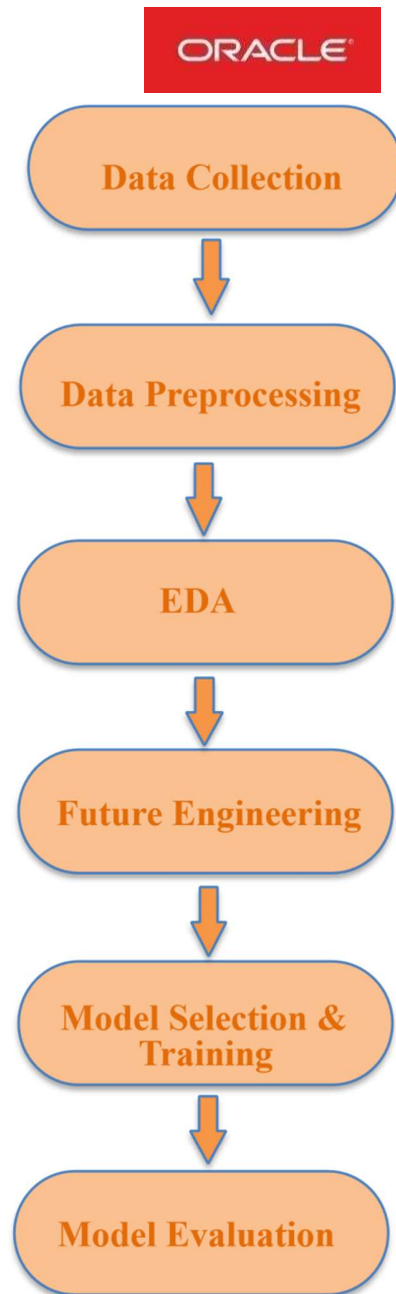 ORACLE
Data Collection
Data Preprocessing
EDA
Future Engineering
Model Selection &
Training
Model Evaluation